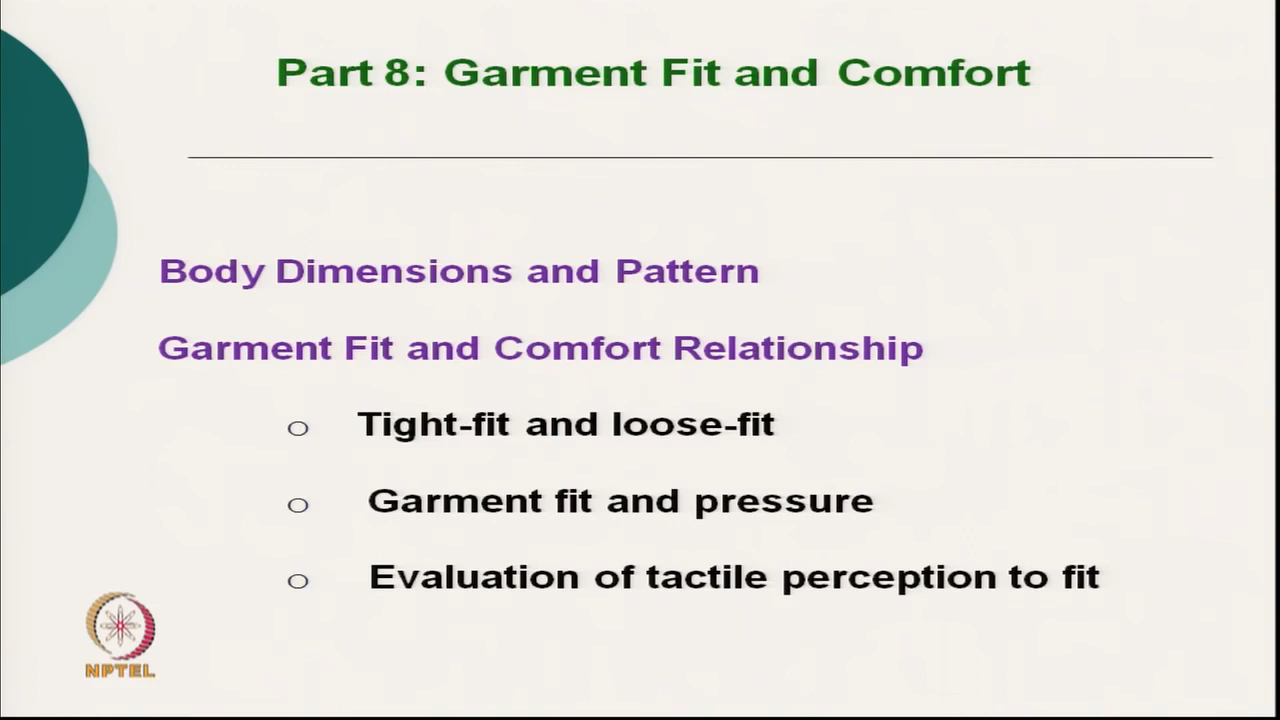 Part 8: Garment Fit and Comfort
Body Dimensions and Pattern
Garment Fit and Comfort Relationship
Tight-fit and loose-fit
Garment fit and pressure
Evaluation of tactile perception to fit
NPTEL